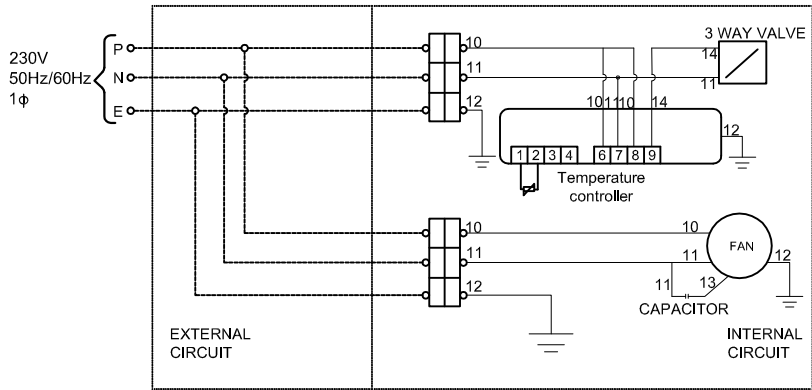 230V
50Hz/60Hz
1ϕ
P
N
E
10
11
12
3 WAY VALVE
14
11
10 11 10 14
12
1 2 3 4 6 7 8 9
Temperature
controller
10
11
12
10
11
12
FAN
11 13
CAPACITOR
EXTERNAL
CIRCUIT
INTERNAL
CIRCUIT